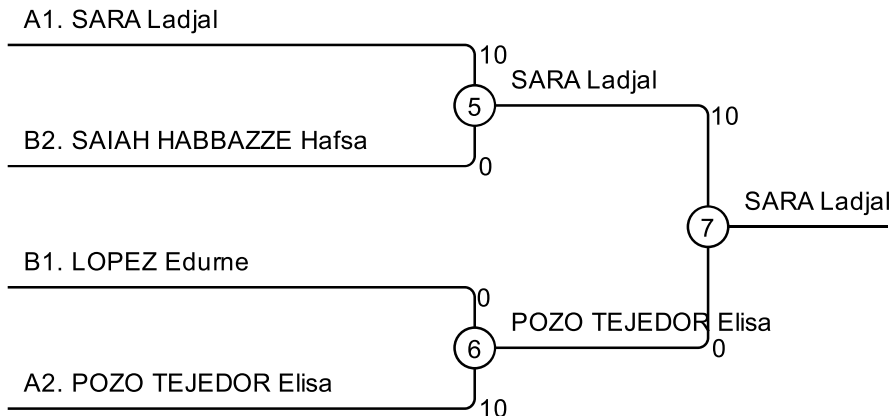 A1. SARA Ladjal
10
SARA Ladjal
5
10
B2. SAIAH HABBAZZE Hafsa
0
SARA Ladjal
7
B1. LOPEZ Edurne
0
POZO TEJEDOR Elisa
6
0
A2. POZO TEJEDOR Elisa
10